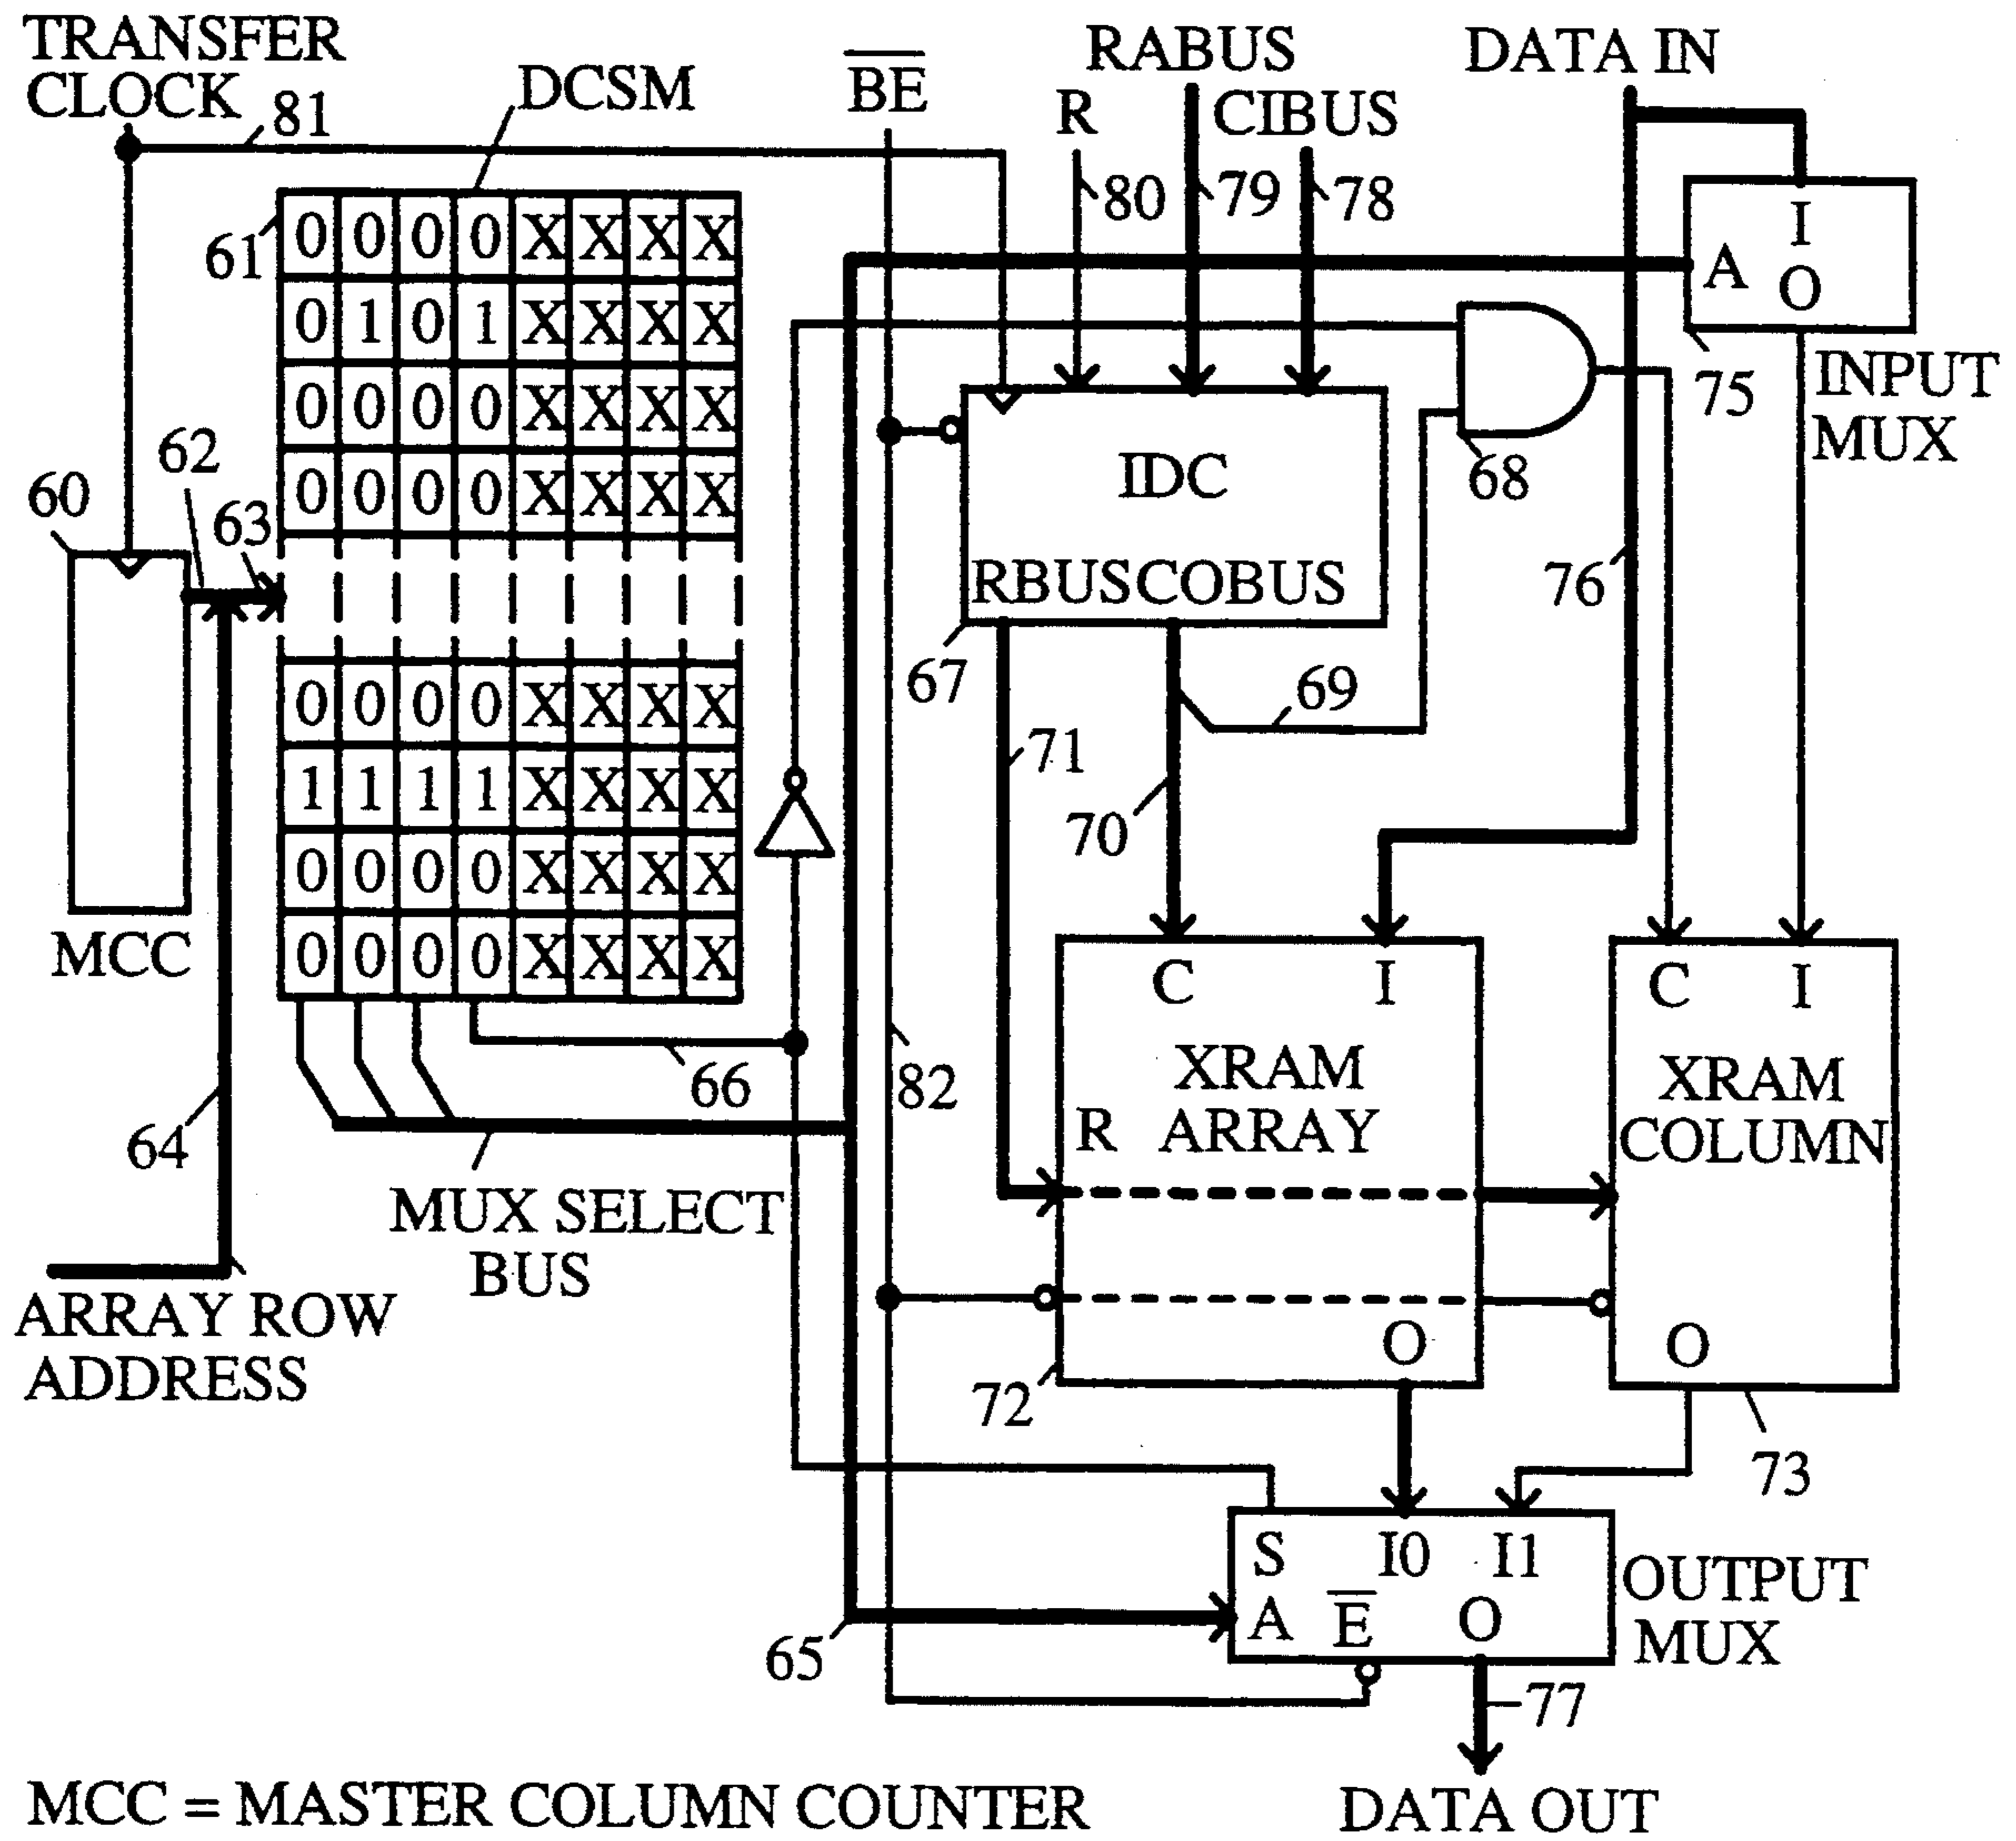 TRANSFER
CLOCK
81
DCSM
BE
RABUS
R
CIBUS
DATA IN
80
79
78
61
0 0 0 0 X X X X
0 1 0 1 X X X X
0 0 0 0 X X X X
0 0 0 0 X X X X
I
A
O
75
INPUT
MUX
68
IDC
RBUS COBUS
62
60
63
76
67
69
71
70
0 0 0 0 X X X X
1 1 1 1 X X X X
0 0 0 0 X X X X
0 0 0 0 X X X X
MCC
C
I
C
I
XRAM
ARRAY
R
XRAM
COLUMN
66
82
64
MUX SELECT
BUS
ARRAY ROW
ADDRESS
O
O
72
73
S
I0
I1
A
E
O
OUTPUT
MUX
65
77
MCC = MASTER COLUMN COUNTER
DATA OUT